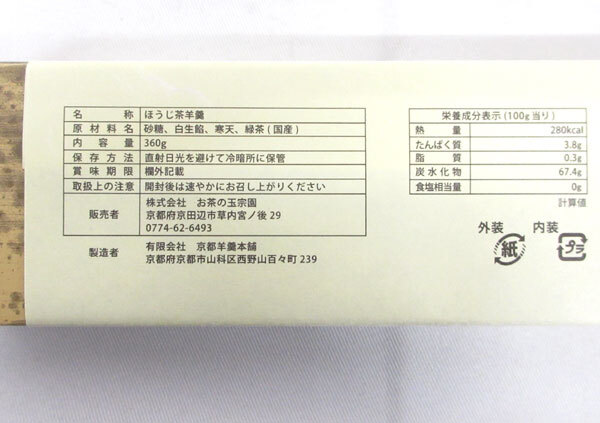 名称 ほうじ茶羊羹
原材料名 砂糖、白生餡、寒天、緑茶(国産)
内容量 360g
保存方法 直射日光を避けて冷暗所に保管
賞味期限 欄外記載
取扱上の注意 開封後は速やかにお召し上がりください
販売者 株式会社 お茶の玉宗園
京都府京田辺市草内宮ノ後29
0774-62-6493
製造者 有限会社 京都羊羹本舗
京都府京都市山科区西野山百々町239
栄養成分表示(100g当り)
熱量 280kcal
たんぱく質 3.8g
脂質 0.3g
炭水化物 67.4g
食塩相当量 0g
計算値
外装 内装
紙 プラ